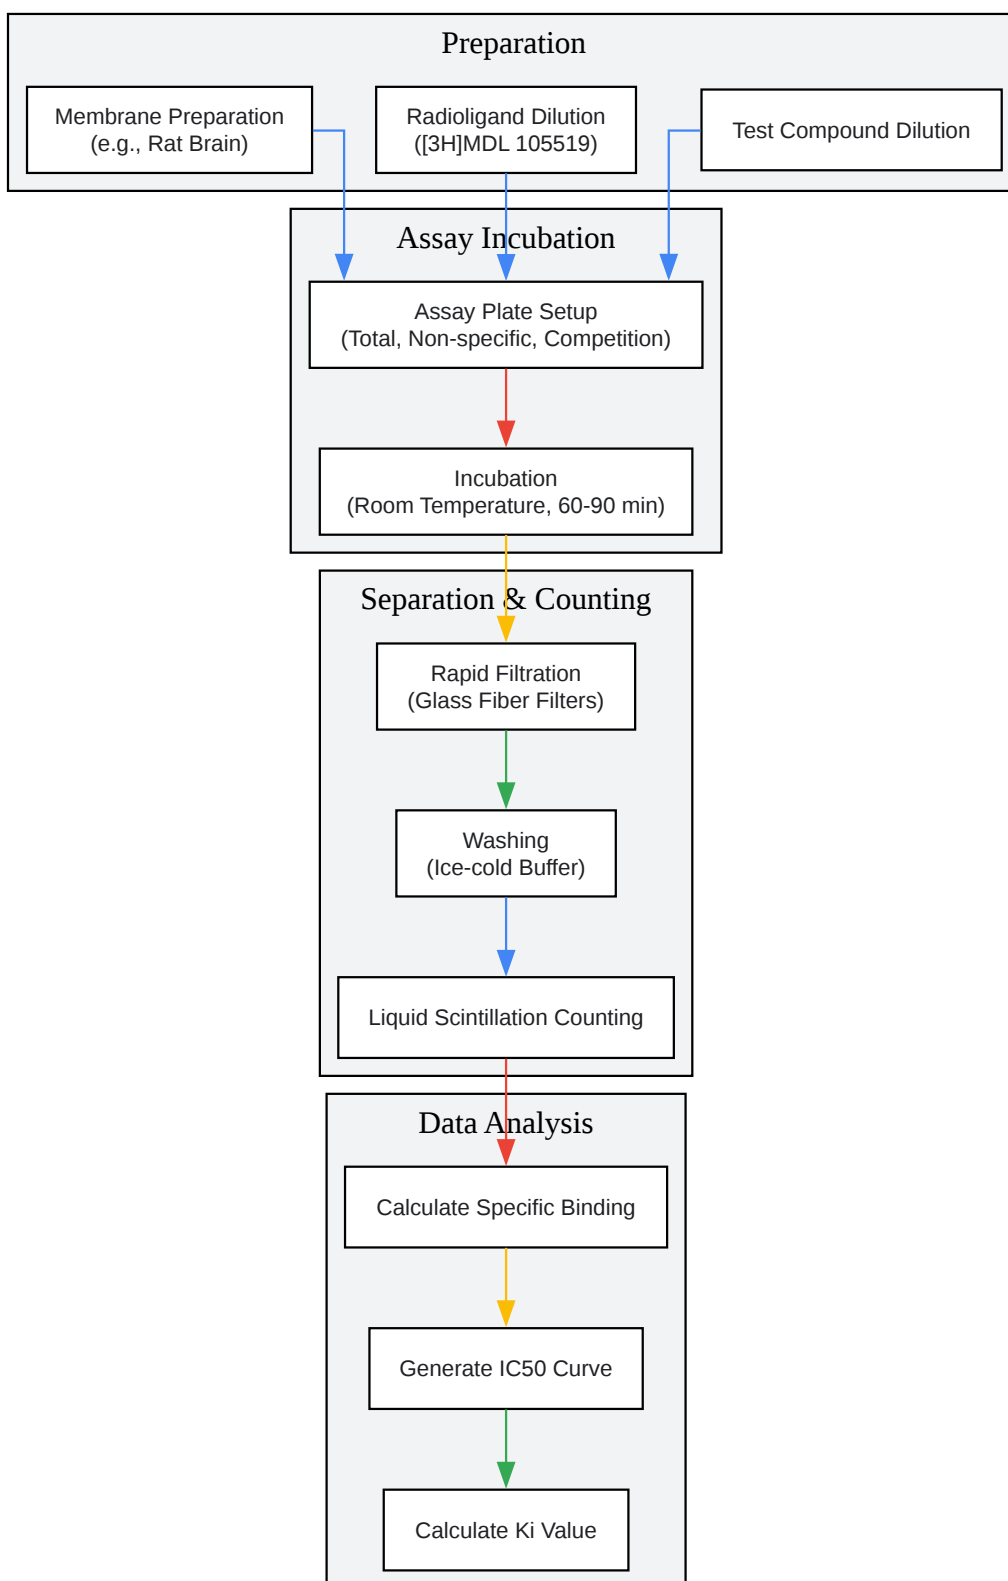 Preparation
Membrane Preparation
(e.g., Rat Brain)
Radioligand Dilution
([3H]MDL 105519)
Test Compound Dilution
Assay Incubation
Assay Plate Setup
(Total, Non-specific, Competition)
Incubation
(Room Temperature, 60-90 min)
Separation & Counting
Rapid Filtration
(Glass Fiber Filters)
Washing
(Ice-cold Buffer)
Liquid Scintillation Counting
Data Analysis
Calculate Specific Binding
Generate IC50 Curve
Calculate Ki Value